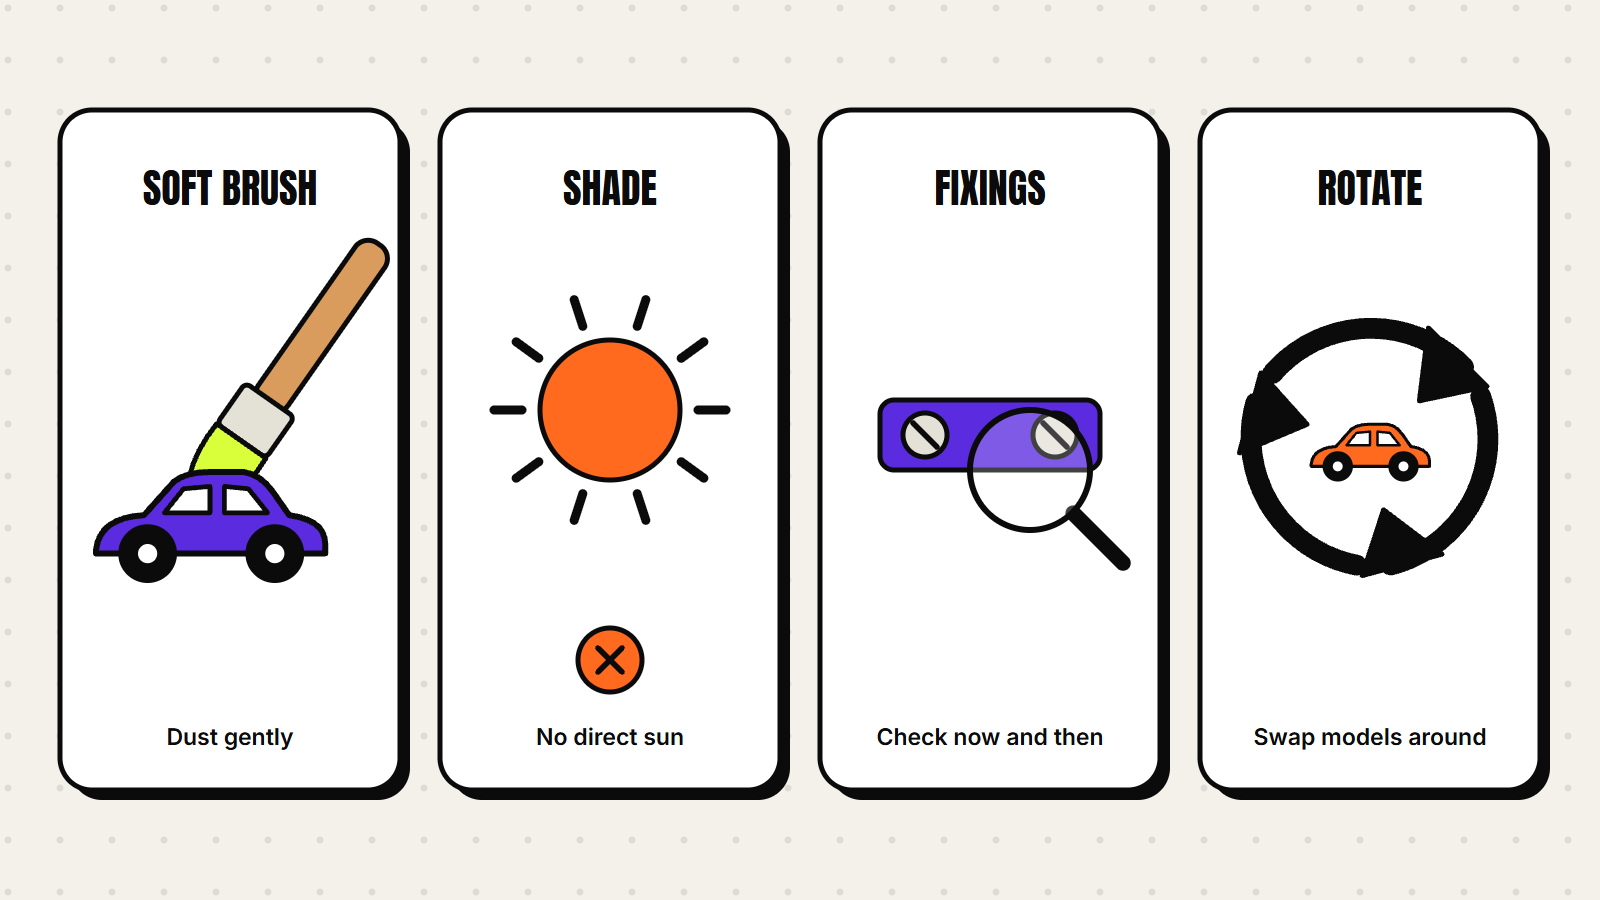 SOFT BRUSH
Dust gently
SHADE
No direct sun
FIXINGS
Check now and then
ROTATE
Swap models around